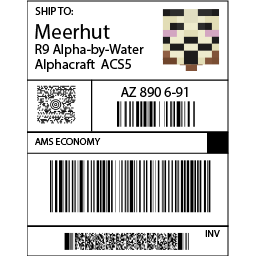 SHIP TO:
Meerhut
R9 Alpha-by-Water
Alphacraft ACS5
AZ 890 6-91
AMS ECONOMY
INV